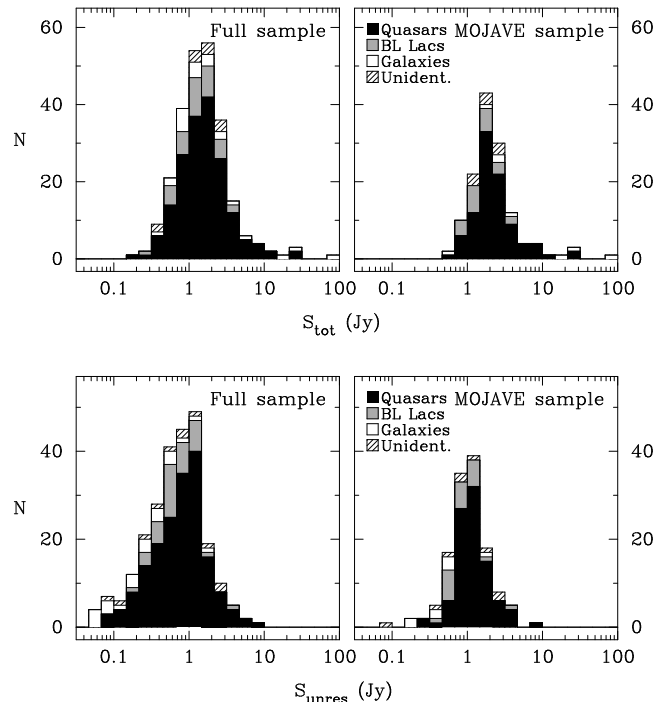 Full sample
Quasars
MOJAVE sample
BL Lacs
Galaxies
Unident.
N
60
40
20
0
60
40
20
0
0.1
1
10
100
0.1
1
10
100
S_tot (Jy)
Full sample
Quasars
MOJAVE sample
BL Lacs
Galaxies
Unident.
N
40
20
0
40
20
0
0.1
1
10
100
0.1
1
10
100
S_unres (Jy)